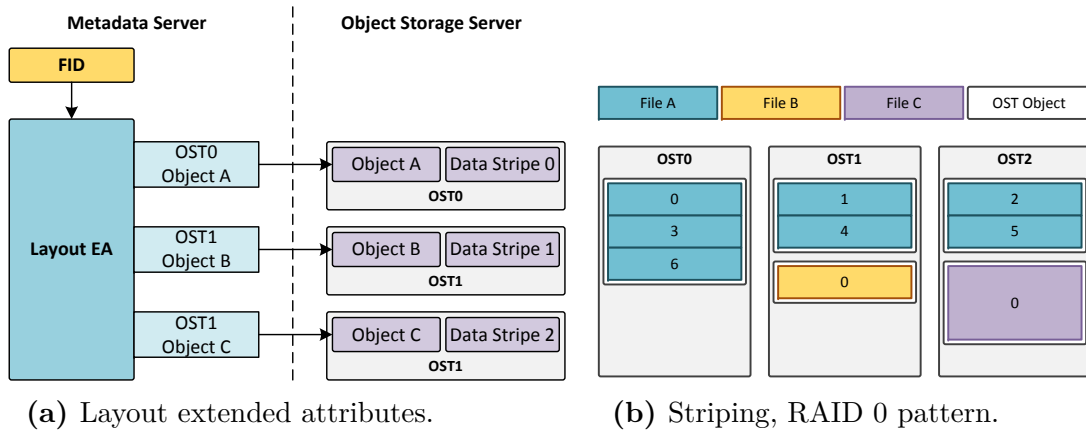 Metadata Server
Object Storage Server
FID
Layout EA
OST0
Object A
OST1
Object B
OST1
Object C
Object A
Data Stripe 0
OST0
Object B
Data Stripe 1
OST1
Object C
Data Stripe 2
OST1
(a) Layout extended attributes.
File A
File B
File C
OST Object
OST0
0
3
6
OST1
1
4
0
OST2
2
5
0
(b) Striping, RAID 0 pattern.